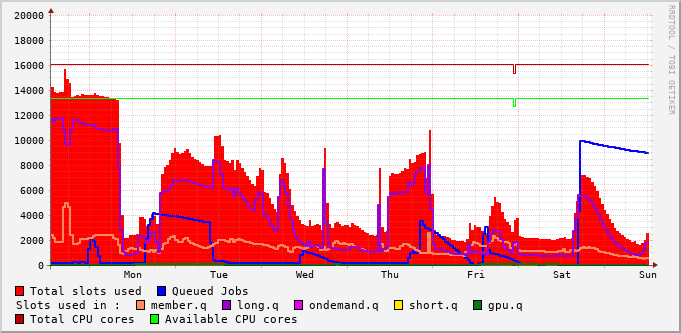 20000
18000
16000
14000
12000
10000
8000
6000
4000
2000
0
Mon Tue Wed Thu Fri Sat Sun
RRDTOOL / TOBI OETIKER
Total slots used Queued Jobs
Slots used in : member.q long.q ondemand.q short.q gpu.q
Total CPU cores Available CPU cores